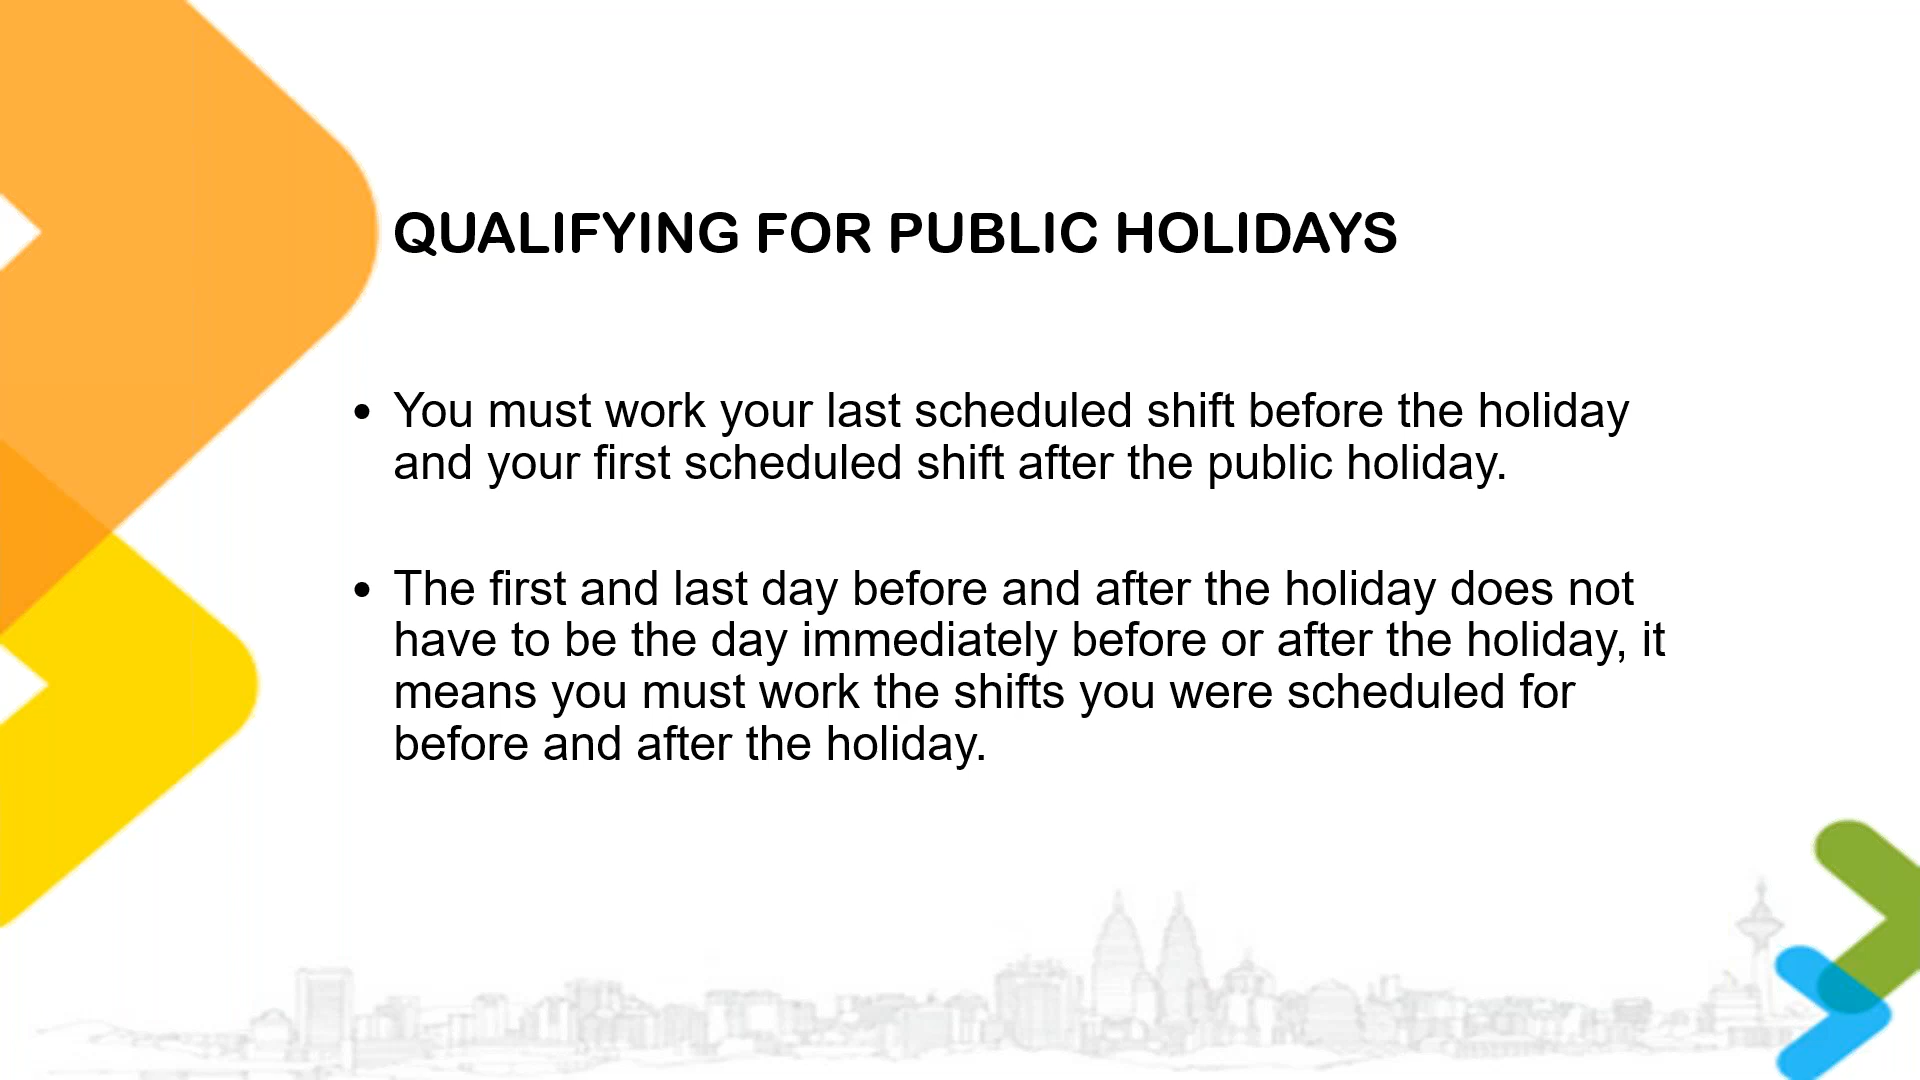 QUALIFYING FOR PUBLIC HOLIDAYS
• You must work your last scheduled shift before the holiday
and your first scheduled shift after the public holiday.
• The first and last day before and after the holiday does not
have to be the day immediately before or after the holiday, it
means you must work the shifts you were scheduled for
before and after the holiday.